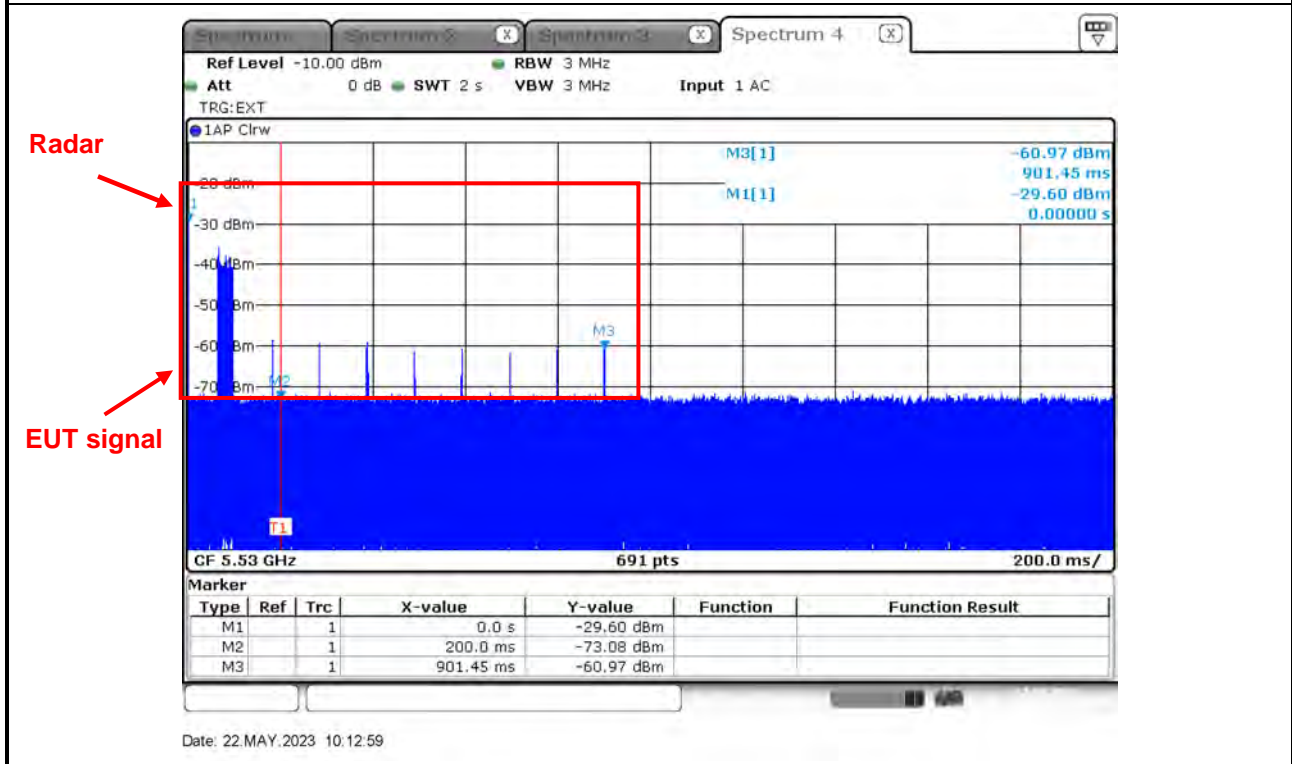 Spectrum 4
Ref Level -10.00 dBm RBW 3 MHz
Att 0 dB SWT 2 s VBW 3 MHz Input 1 AC
TRG:EXT
1AP Clrw
Radar
M3[1] -60.97 dBm
901.45 ms
-20 dBm
M1[1] -29.60 dBm
0.00000 s
-30 dBm
M3
M2
EUT signal
T1
CF 5.53 GHz 691 pts 200.0 ms/
Marker
Type Ref Trc X-value Y-value Function Function Result
M1 1 0.0 s -29.60 dBm
M2 1 200.0 ms -73.08 dBm
M3 1 901.45 ms -60.97 dBm
Date: 22.MAY.2023 10:12:59